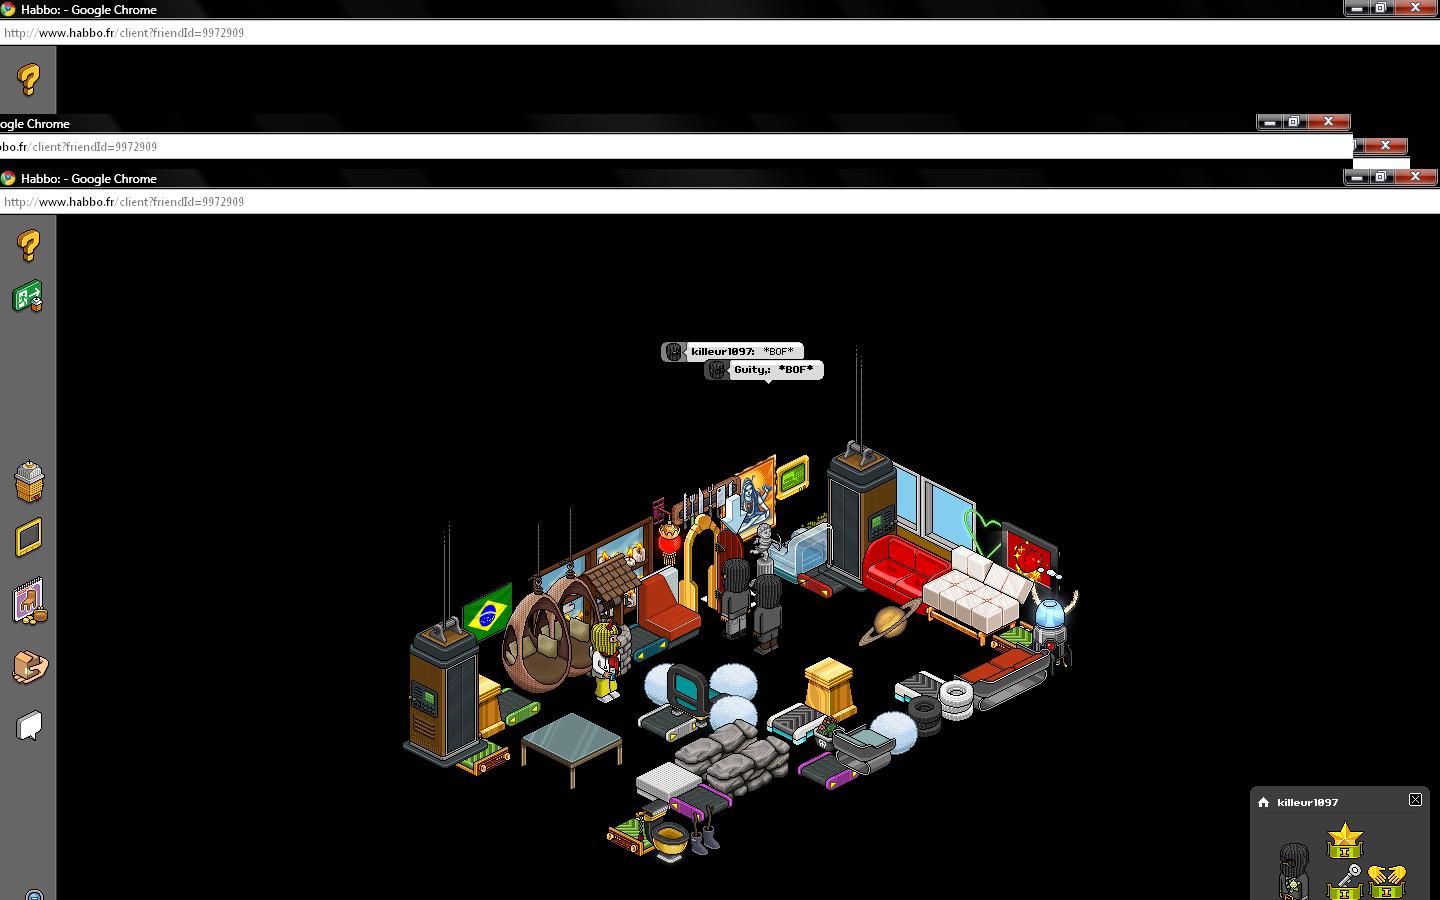 Habbo: - Google Chrome
http://www.habbo.fr/client?friendId=9972909
ogle Chrome
bbo.fr/client?friendId=9972909
Habbo: - Google Chrome
http://www.habbo.fr/client?friendId=9972909
killeur1097: *BOF*
Guity,: *BOF*
killeur1097
I
I
I